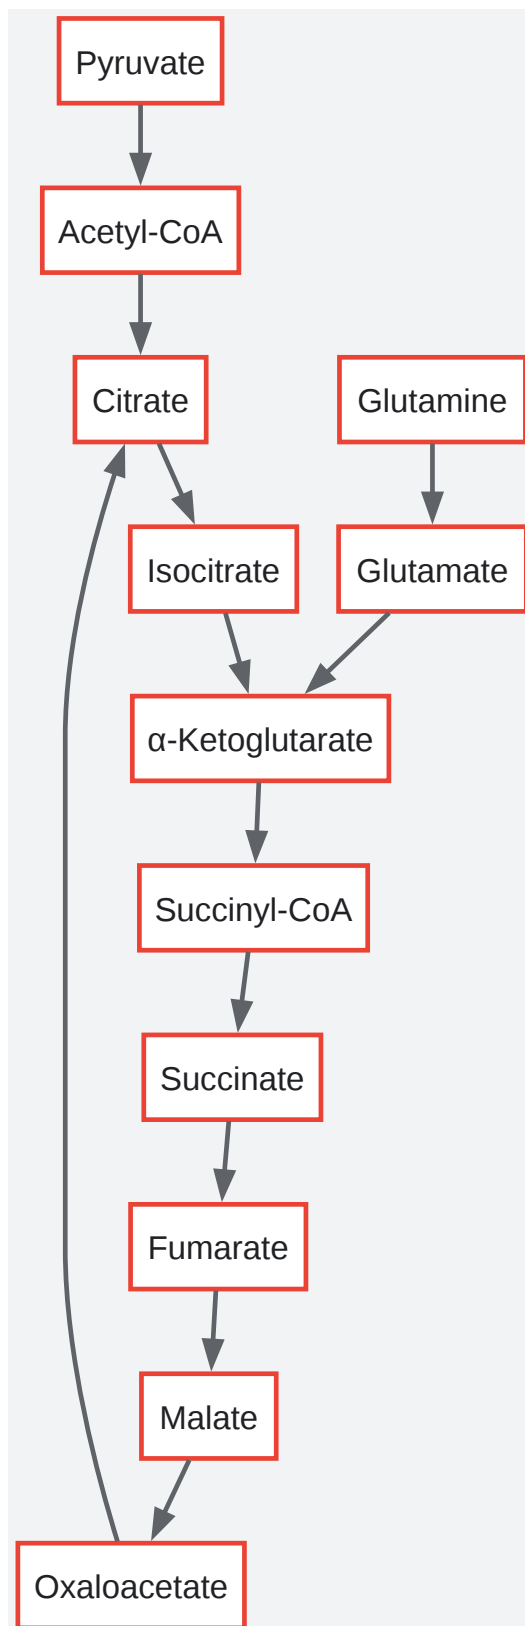 Pyruvate
Acetyl-CoA
Citrate
Glutamine
Isocitrate
Glutamate
α-Ketoglutarate
Succinyl-CoA
Succinate
Fumarate
Malate
Oxaloacetate